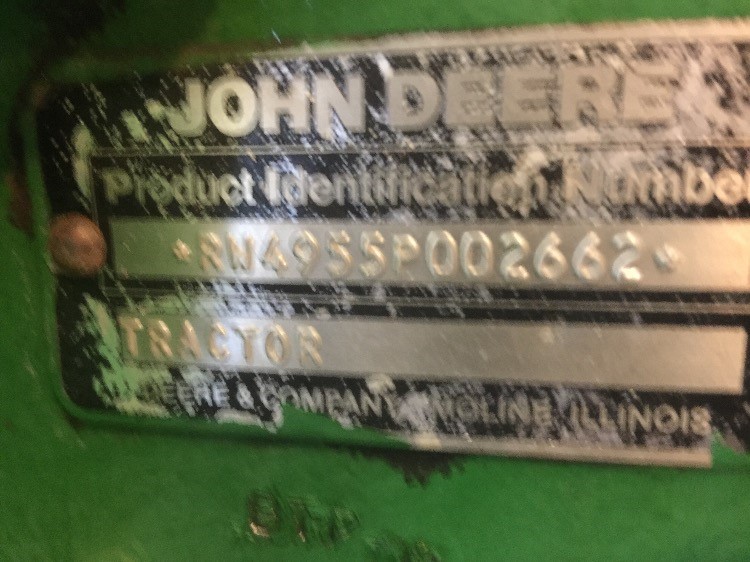 JOHN DEERE
Product Identification Number
*RW4955P002662*
TRACTOR
DEERE & COMPANY MOLINE, ILLINOIS